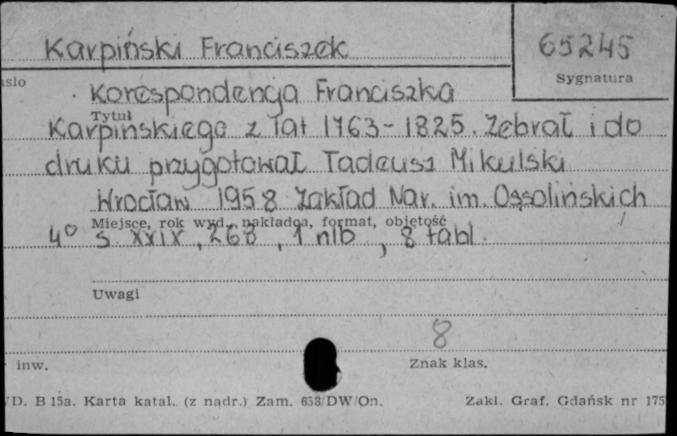 Karpiński Franciszek
65245
Sygnatura
asło
Korespondencja Franciszka
Tytuł
Karpińskiego z lat 1763-1825. Zebrał i do
druku przygotował Tadeusz Mikulski
Wrocław 1958 Zakład Nar. im. Ossolińskich
Miejsce, rok wyd., nakładca, format, objętość
4° s. XXIX, 268, 1 nlb, 8 tabl.
Uwagi
8
inw.
Znak klas.
D. B 15a. Karta katal. (z nadr.) Zam. 638/DW/On.
Zakł. Graf. Gdańsk nr 175